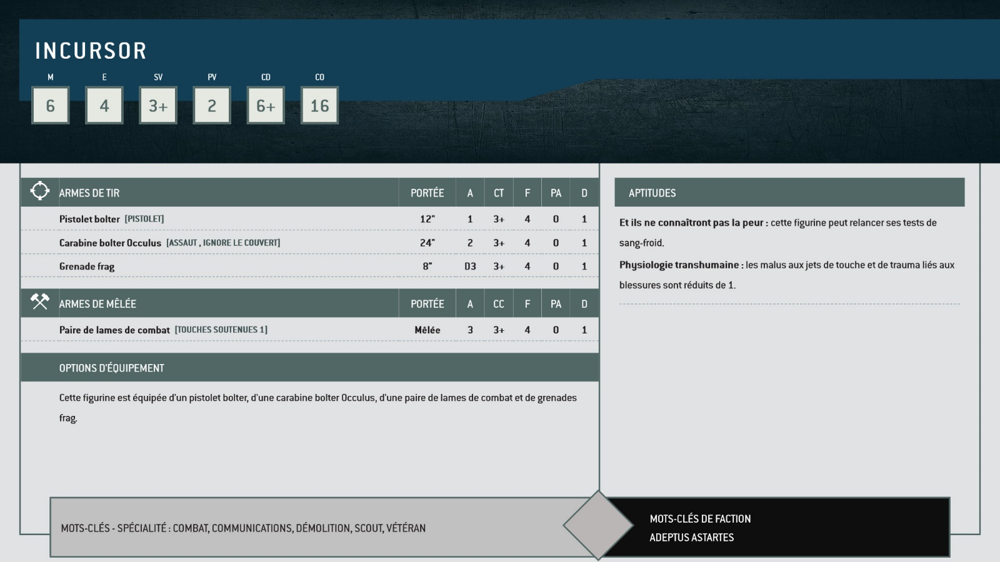 INCURSOR
M E SV PV CD CO
6 4 3+ 2 6+ 16
ARMES DE TIR PORTÉE A CT F PA D
Pistolet bolter [PISTOLET] 12" 1 3+ 4 0 1
Carabine bolter Occulus [ASSAUT , IGNORE LE COUVERT] 24" 2 3+ 4 0 1
Grenade frag 8" D3 3+ 4 0 1
ARMES DE MÊLÉE PORTÉE A CC F PA D
Paire de lames de combat [TOUCHES SOUTENUES 1] Mêlée 3 3+ 4 0 1
OPTIONS D'ÉQUIPEMENT
Cette figurine est équipée d'un pistolet bolter, d'une carabine bolter Occulus, d'une paire de lames de combat et de grenades
frag.
APTITUDES
Et ils ne connaîtront pas la peur : cette figurine peut relancer ses tests de
sang-froid.
Physiologie transhumaine : les malus aux jets de touche et de trauma liés aux
blessures sont réduits de 1.
MOTS-CLÉS - SPÉCIALITÉ : COMBAT, COMMUNICATIONS, DÉMOLITION, SCOUT, VÉTÉRAN
MOTS-CLÉS DE FACTION
ADEPTUS ASTARTES